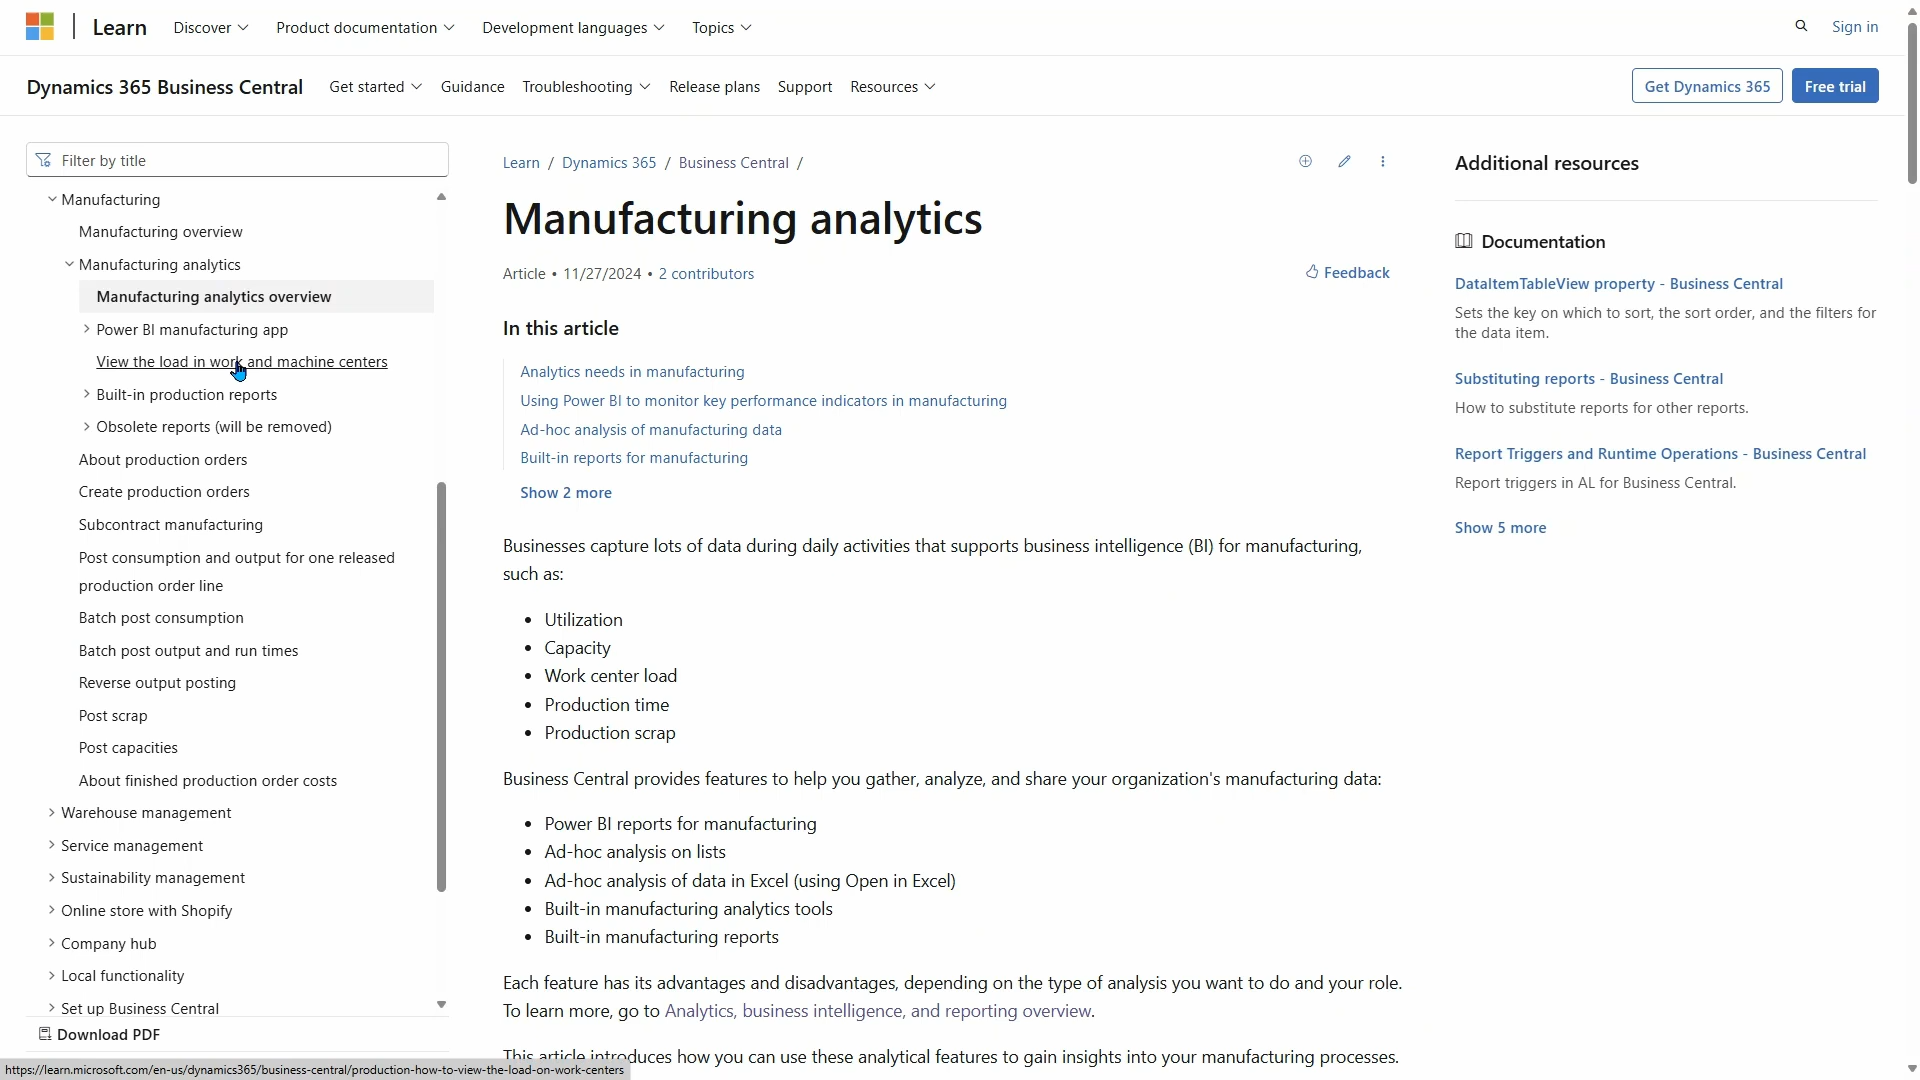 Learn
Discover
Product documentation
Development languages
Topics
Sign in
Dynamics 365 Business Central
Get started
Guidance
Troubleshooting
Release plans
Support
Resources
Get Dynamics 365
Free trial
Filter by title
Manufacturing
Manufacturing overview
Manufacturing analytics
Manufacturing analytics overview
Power BI manufacturing app
View the load in work and machine centers
Built-in production reports
Obsolete reports (will be removed)
About production orders
Create production orders
Subcontract manufacturing
Post consumption and output for one released
production order line
Batch post consumption
Batch post output and run times
Reverse output posting
Post scrap
Post capacities
About finished production order costs
Warehouse management
Service management
Sustainability management
Online store with Shopify
Company hub
Local functionality
Set up Business Central
Download PDF
Learn / Dynamics 365 / Business Central /
Manufacturing analytics
Article • 11/27/2024 • 2 contributors
Feedback
In this article
Analytics needs in manufacturing
Using Power BI to monitor key performance indicators in manufacturing
Ad-hoc analysis of manufacturing data
Built-in reports for manufacturing
Show 2 more
Businesses capture lots of data during daily activities that supports business intelligence (BI) for manufacturing,
such as:
• Utilization
• Capacity
• Work center load
• Production time
• Production scrap
Business Central provides features to help you gather, analyze, and share your organization's manufacturing data:
• Power BI reports for manufacturing
• Ad-hoc analysis on lists
• Ad-hoc analysis of data in Excel (using Open in Excel)
• Built-in manufacturing analytics tools
• Built-in manufacturing reports
Each feature has its advantages and disadvantages, depending on the type of analysis you want to do and your role.
To learn more, go to Analytics, business intelligence, and reporting overview.
This article introduces how you can use these analytical features to gain insights into your manufacturing processes.
Additional resources
Documentation
DataItemTableView property - Business Central
Sets the key on which to sort, the sort order, and the filters for
the data item.
Substituting reports - Business Central
How to substitute reports for other reports.
Report Triggers and Runtime Operations - Business Central
Report triggers in AL for Business Central.
Show 5 more
https://learn.microsoft.com/en-us/dynamics365/business-central/production-how-to-view-the-load-on-work-centers